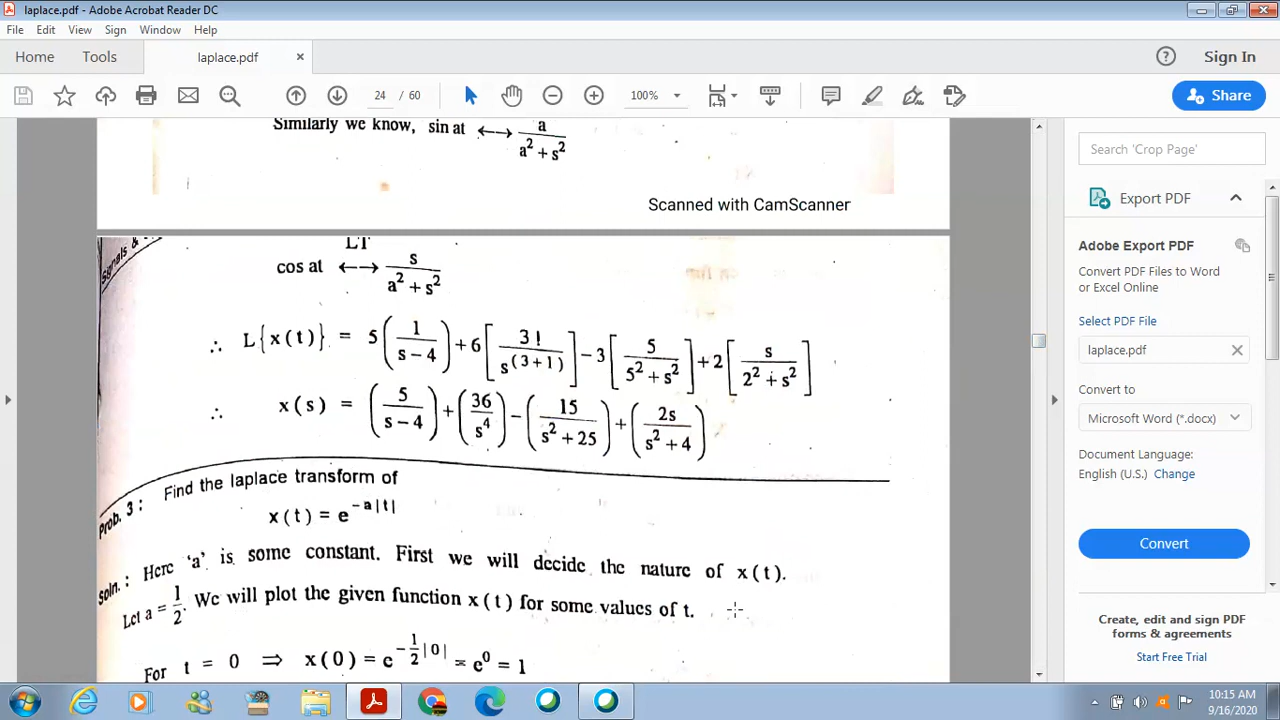 laplace.pdf - Adobe Acrobat Reader DC
File Edit View Sign Window Help
Home Tools laplace.pdf × Sign In
24 / 60 100% Share
Similarly we know, sin at ←→ a / (a² + s²)
Scanned with CamScanner
Signals &
LT
cos at ←→ s / (a² + s²)
∴ L{x(t)} = 5(1/(s–4)) + 6[3!/s^(3+1)] – 3[5/(5² + s²)] + 2[s/(2² + s²)]
∴ x(s) = (5/(s–4)) + (36/s⁴) – (15/(s² + 25)) + (2s/(s² + 4))
Prob. 3 : Find the laplace transform of
x(t) = e^(–a|t|)
Soln. : Here 'a' is some constant. First we will decide the nature of x(t).
Let a = 1/2. We will plot the given function x(t) for some values of t.
For t = 0 ⇒ x(0) = e^(–1/2|0|) = e⁰ = 1
Search 'Crop Page'
Export PDF
Adobe Export PDF
Convert PDF Files to Word
or Excel Online
Select PDF File
laplace.pdf ×
Convert to
Microsoft Word (*.docx)
Document Language:
English (U.S.) Change
Convert
Create, edit and sign PDF
forms & agreements
Start Free Trial
10:15 AM
9/16/2020